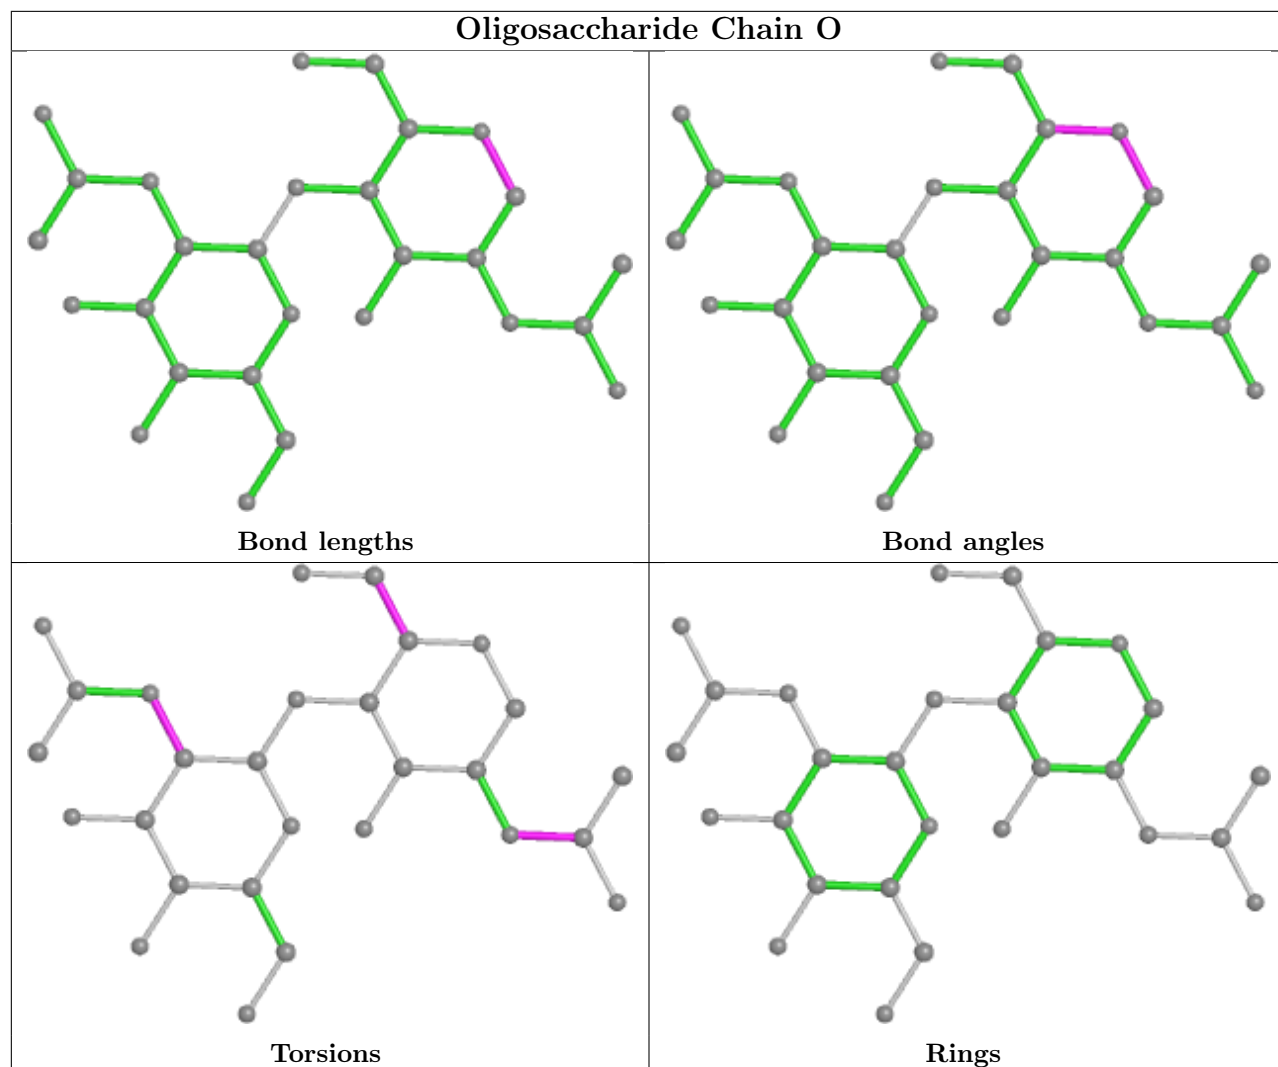 Oligosaccharide Chain O
Bond lengths
Bond angles
Torsions
Rings